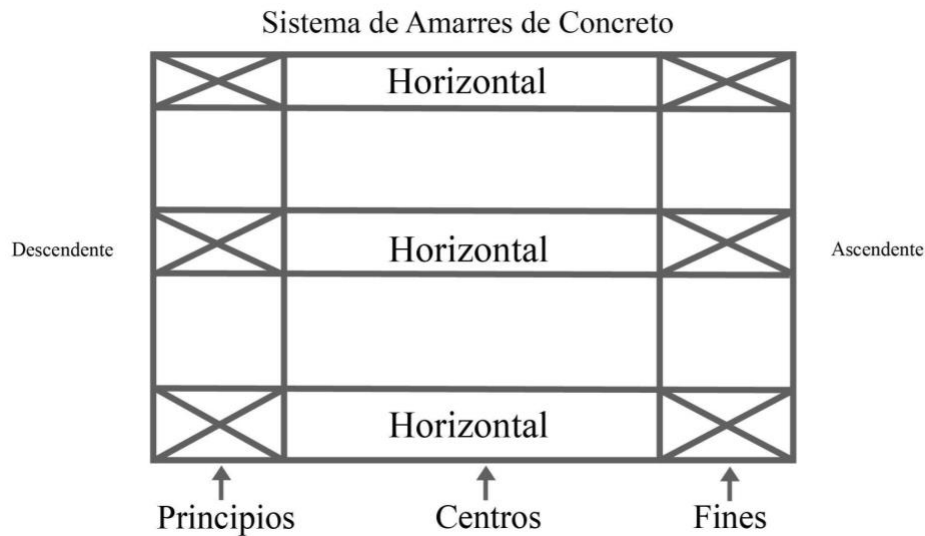 Sistema de Amarres de Concreto
Horizontal
Descendente
Horizontal
Ascendente
Horizontal
Principios
Centros
Fines